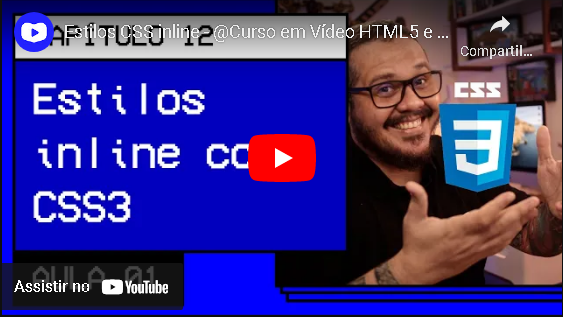 CAPÍTULO 12
Estilos CSS inline - @Curso em Vídeo HTML5 e ...
Compartil...
Estilos
inline co
CSS3
CSS
3
AULA 01
Assistir no YouTube